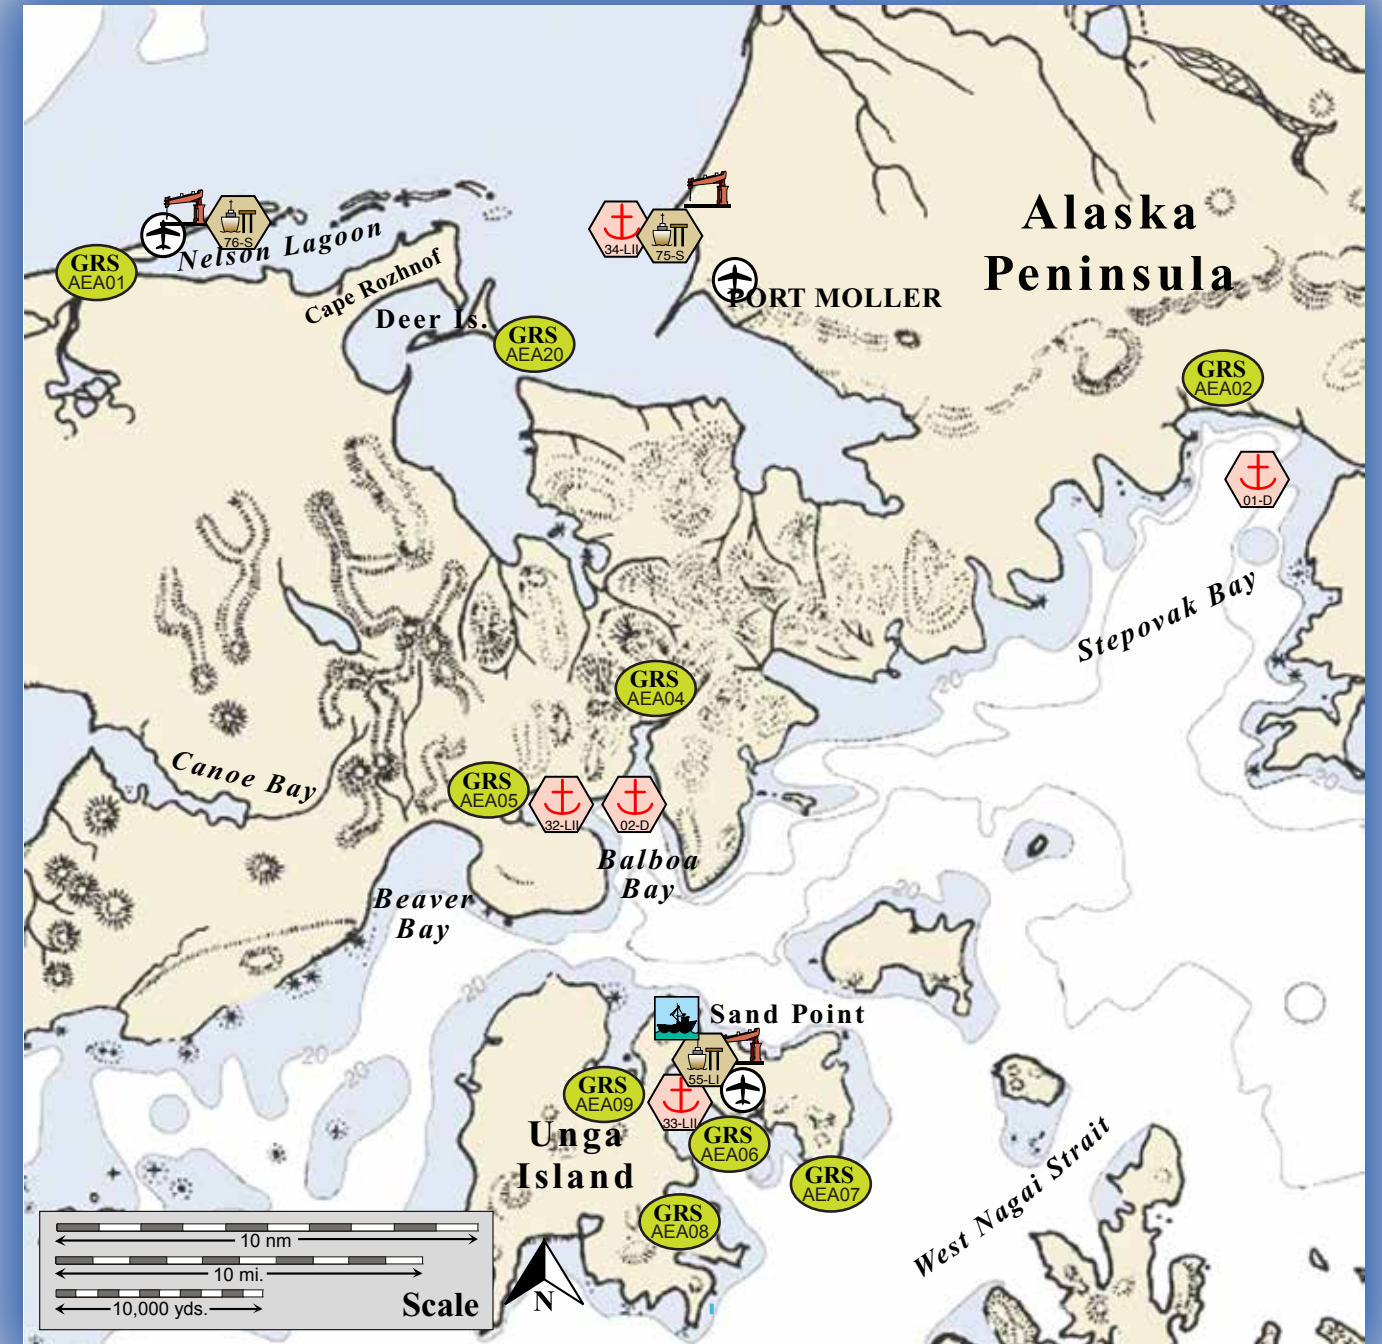 Alaska
Peninsula
76-S
34-LII
75-S
Nelson Lagoon
GRS
AEA01
Cape Rozhnof
PORT MOLLER
Deer Is.
GRS
AEA20
GRS
AEA02
01-D
Stepovak Bay
GRS
AEA04
Canoe Bay
GRS
AEA05
32-LII
02-D
Balboa
Bay
Beaver
Bay
20
20
20
20
20
20
Sand Point
55-LI
GRS
AEA09
33-LII
GRS
AEA06
Unga
Island
GRS
AEA07
GRS
AEA08
West Nagai Strait
10 nm
10 mi.
10,000 yds.
Scale
N